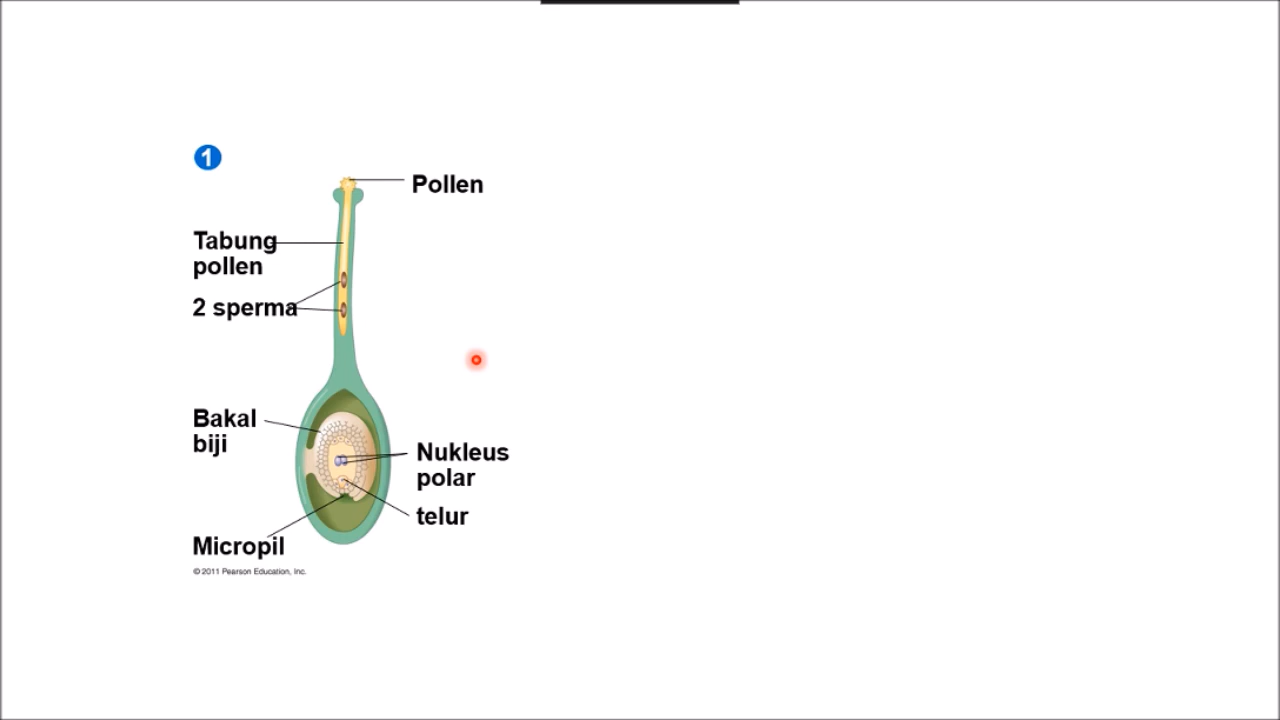 1
Pollen
Tabung
pollen
2 sperma
Bakal
biji
Nukleus
polar
telur
Micropil
© 2011 Pearson Education, Inc.